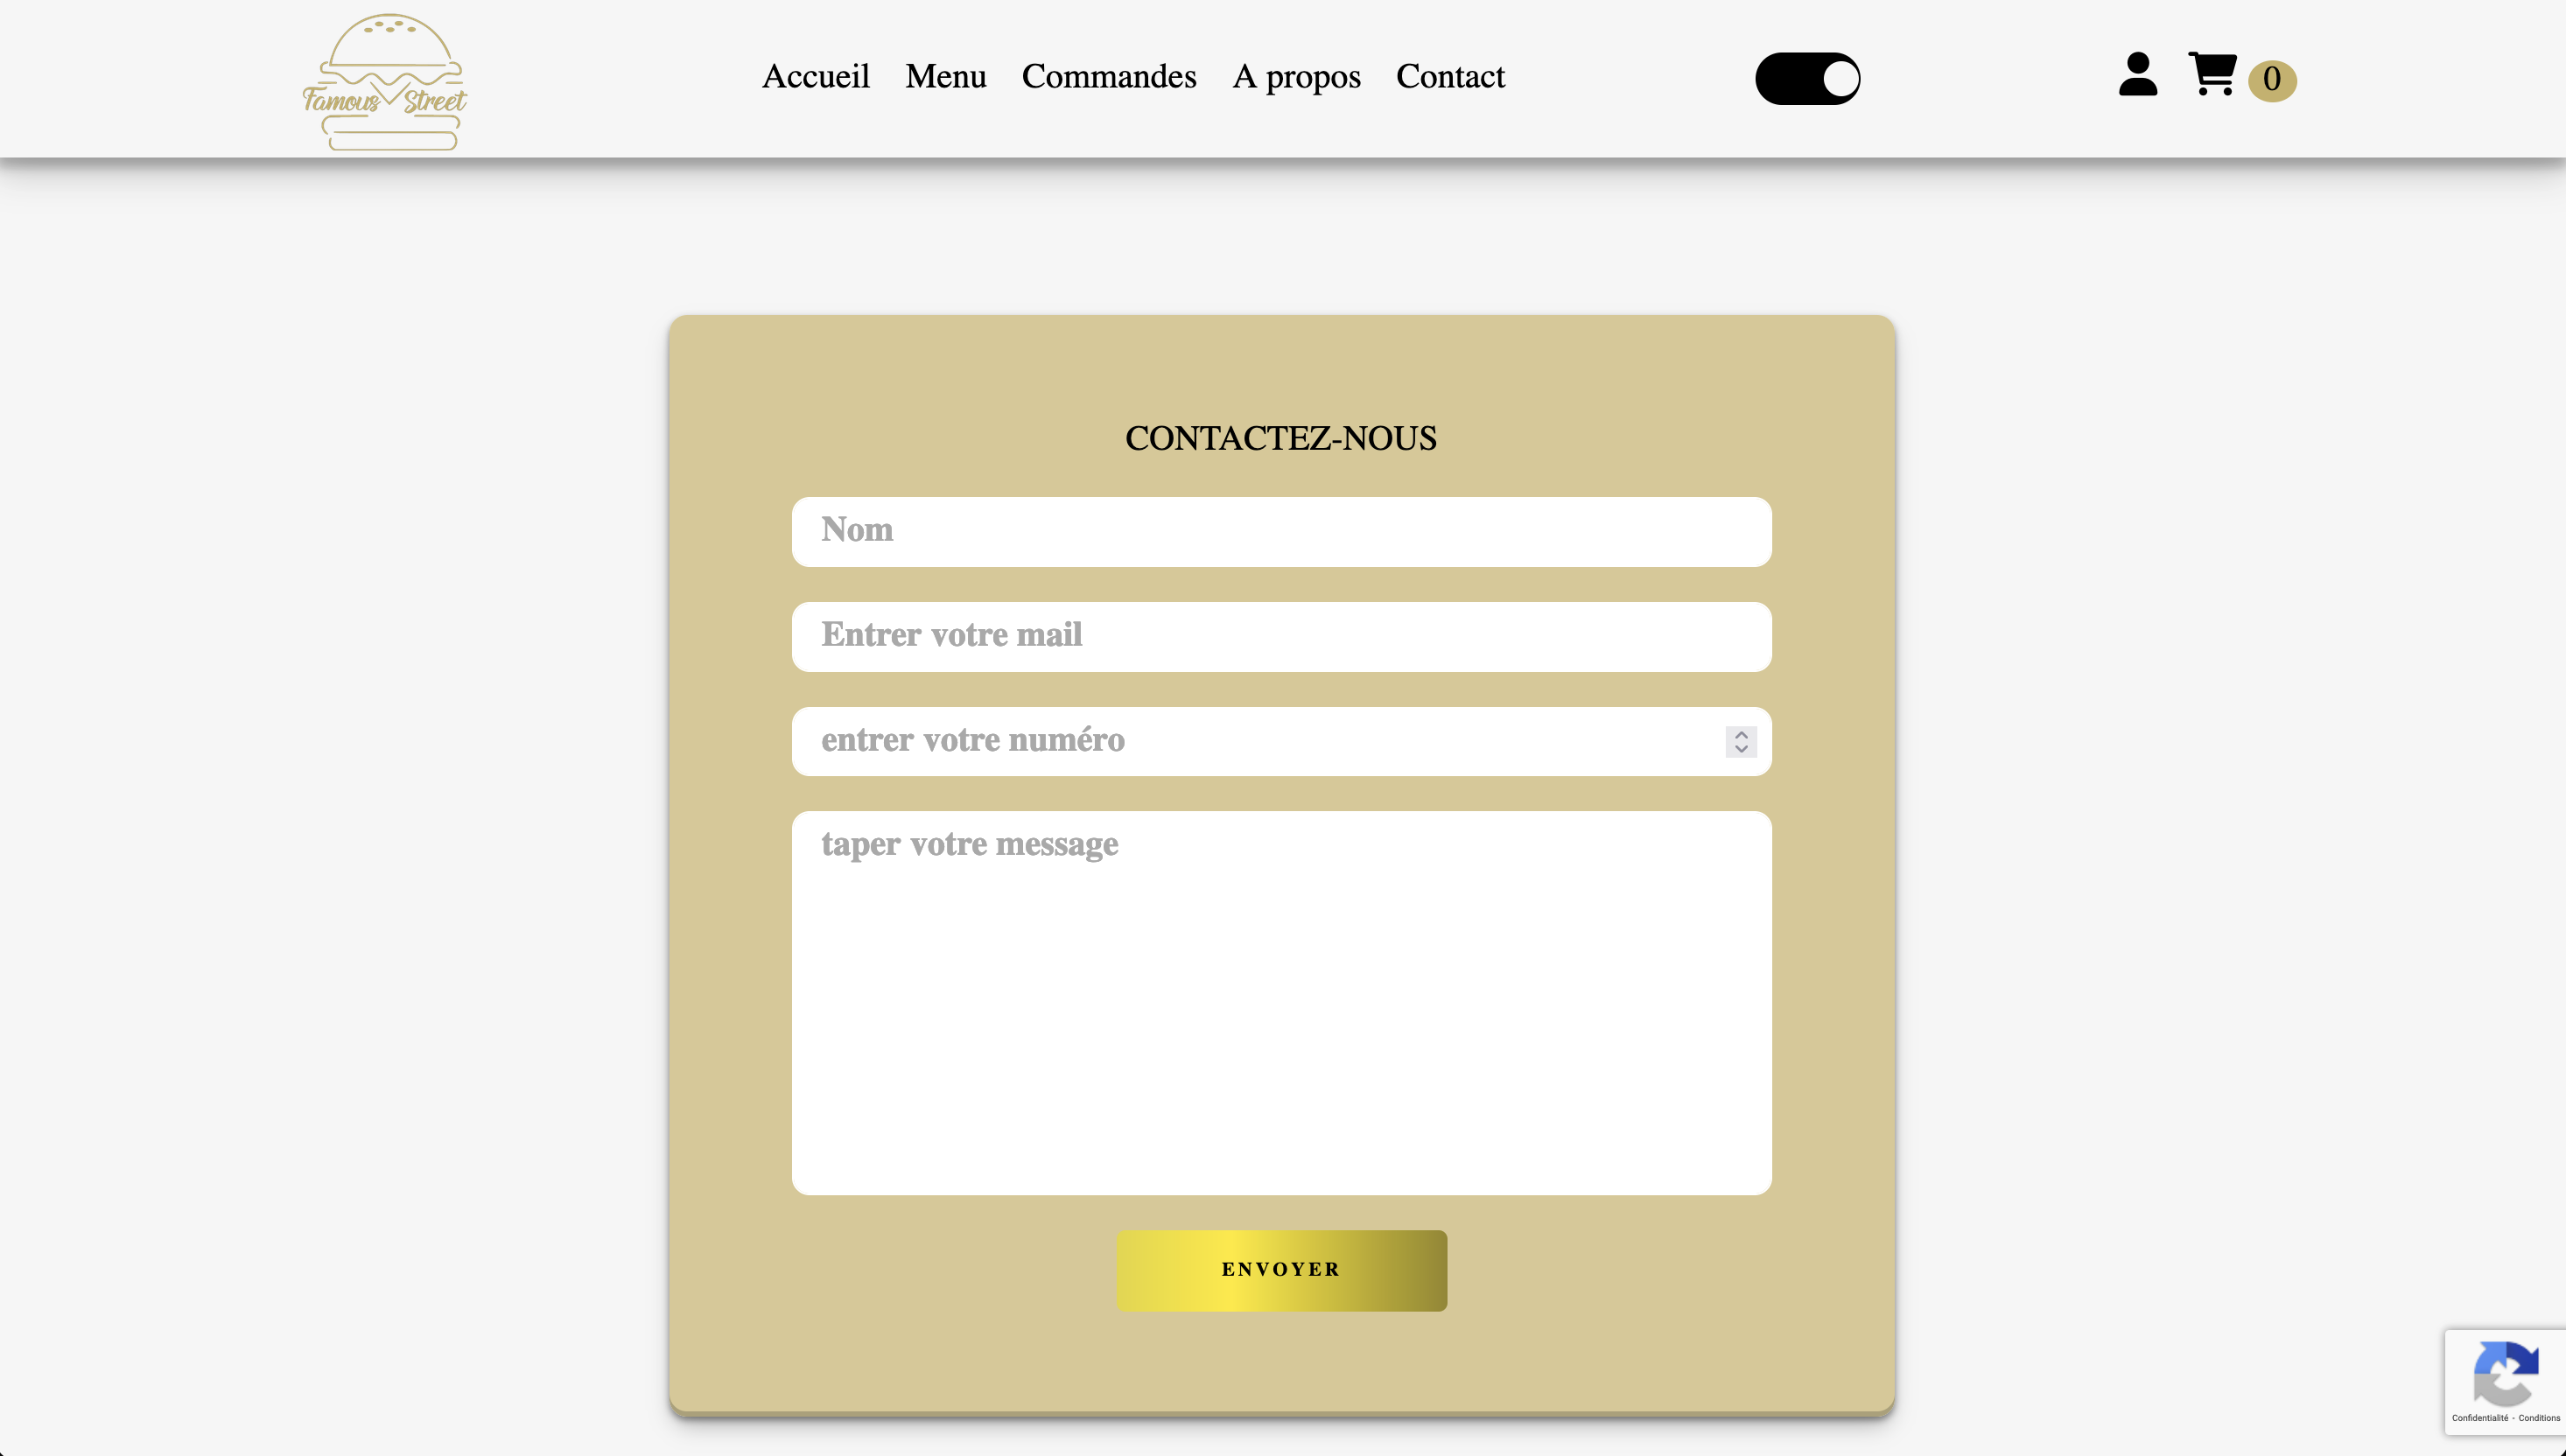 Famous Street
Accueil Menu Commandes A propos Contact
0
CONTACTEZ-NOUS
Nom
Entrer votre mail
entrer votre numéro
taper votre message
ENVOYER
Confidentialité - Conditions